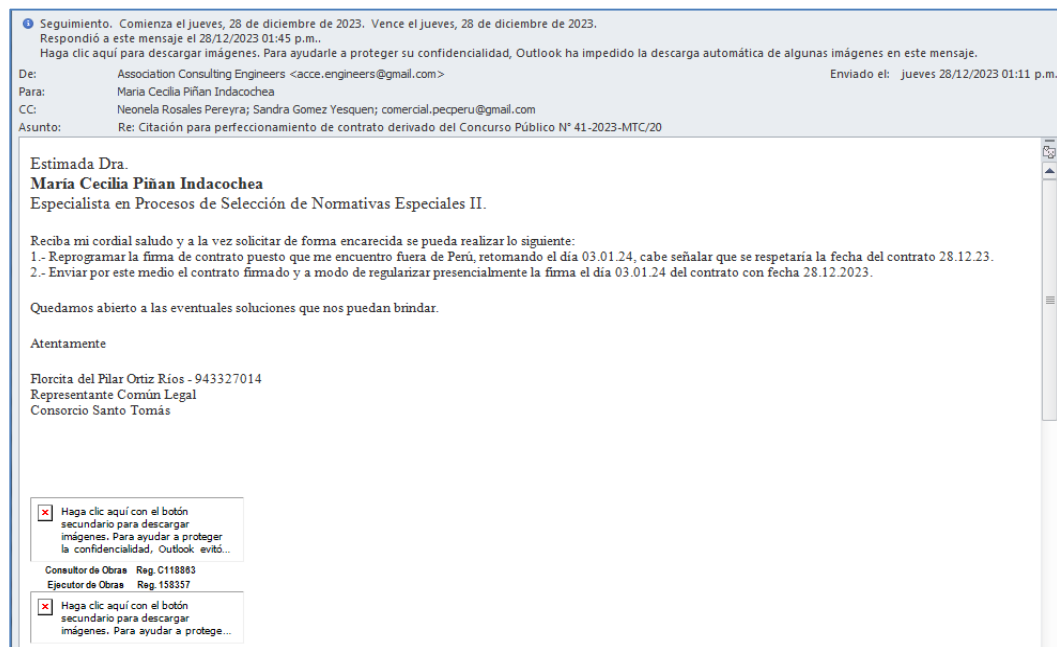 Seguimiento. Comienza el jueves, 28 de diciembre de 2023. Vence el jueves, 28 de diciembre de 2023.
Respondió a este mensaje el 28/12/2023 01:45 p.m..
Haga clic aquí para descargar imágenes. Para ayudarle a proteger su confidencialidad, Outlook ha impedido la descarga automática de algunas imágenes en este mensaje.
De: Association Consulting Engineers <acce.engineers@gmail.com> Enviado el: jueves 28/12/2023 01:11 p.m.
Para: Maria Cecilia Piñan Indacochea
CC: Neonela Rosales Pereyra; Sandra Gomez Yesquen; comercial.pecperu@gmail.com
Asunto: Re: Citación para perfeccionamiento de contrato derivado del Concurso Público N° 41-2023-MTC/20
Estimada Dra.
María Cecilia Piñan Indacochea
Especialista en Procesos de Selección de Normativas Especiales II.
Reciba mi cordial saludo y a la vez solicitar de forma encarecida se pueda realizar lo siguiente:
1.- Reprogramar la firma de contrato puesto que me encuentro fuera de Perú, retornando el día 03.01.24, cabe señalar que se respetaría la fecha del contrato 28.12.23.
2.- Enviar por este medio el contrato firmado y a modo de regularizar presencialmente la firma el día 03.01.24 del contrato con fecha 28.12.2023.
Quedamos abierto a las eventuales soluciones que nos puedan brindar.
Atentamente
Florcita del Pilar Ortiz Ríos - 943327014
Representante Común Legal
Consorcio Santo Tomás
Haga clic aquí con el botón
secundario para descargar
imágenes. Para ayudar a proteger
la confidencialidad, Outlook evitó...
Consultor de Obras Reg. C118863
Ejecutor de Obras Reg. 158357
Haga clic aquí con el botón
secundario para descargar
imágenes. Para ayudar a protege...